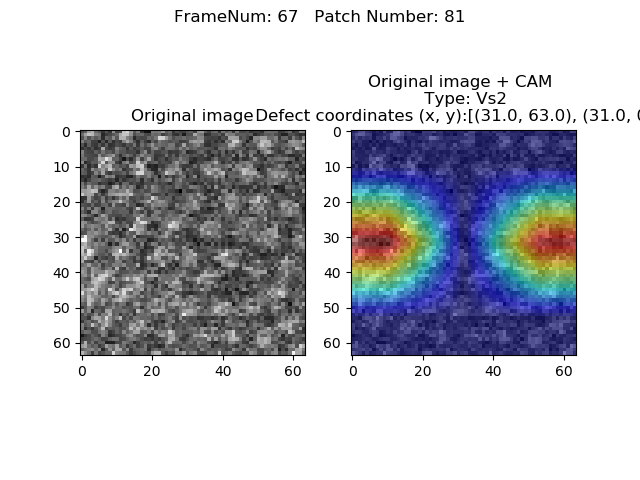 FrameNum: 67   Patch Number: 81
Original image + CAM
Type: Vs2
Original image
Defect coordinates (x, y):[(31.0, 63.0), (31.0,
0
10
20
30
40
50
60
0 20 40 60
0
10
20
30
40
50
60
0 20 40 60